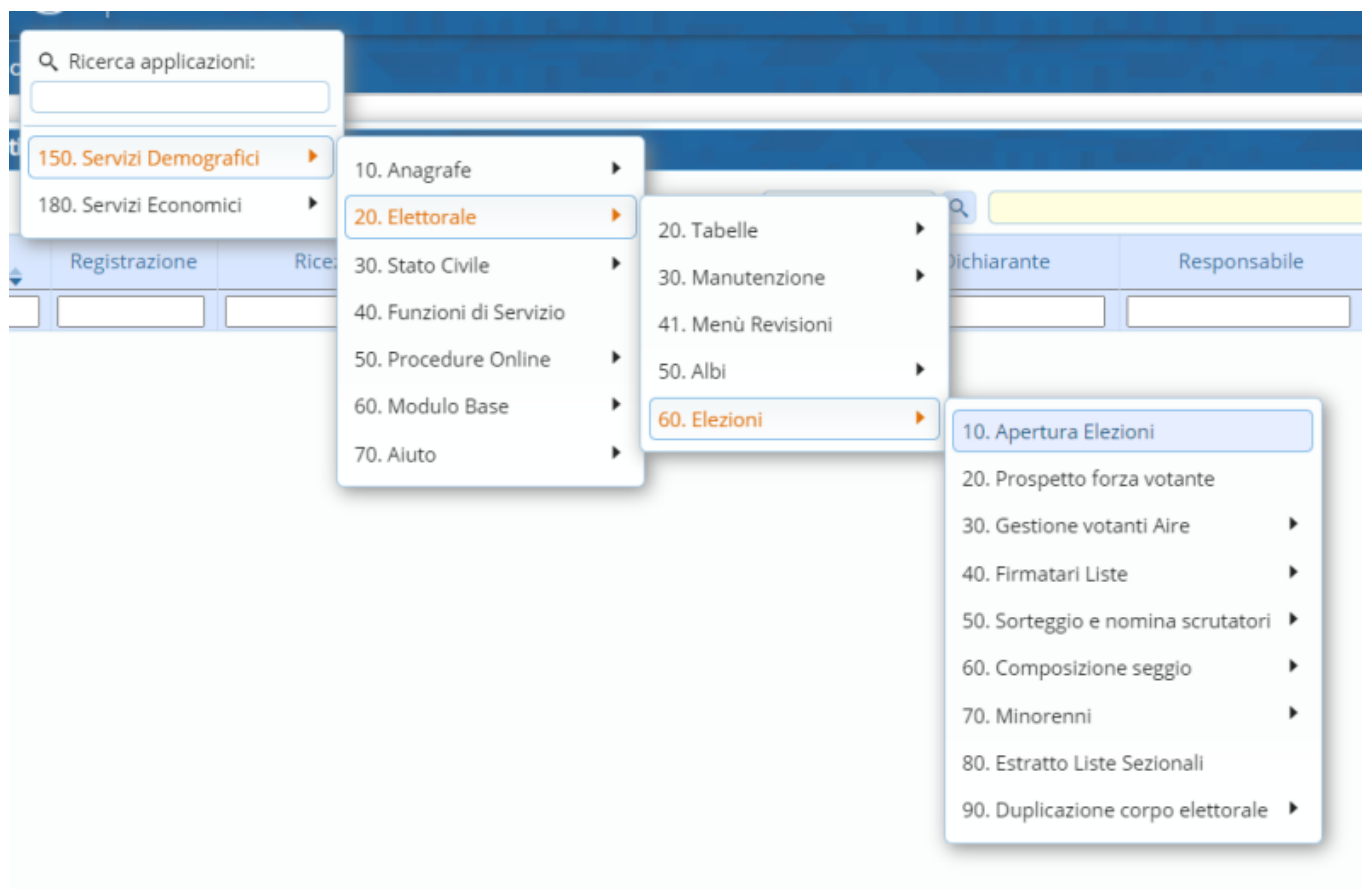 Ricerca applicazioni:
150. Servizi Demografici
180. Servizi Economici
10. Anagrafe
20. Elettorale
30. Stato Civile
40. Funzioni di Servizio
50. Procedure Online
60. Modulo Base
70. Aiuto
20. Tabelle
30. Manutenzione
41. Menù Revisioni
50. Albi
60. Elezioni
10. Apertura Elezioni
20. Prospetto forza votante
30. Gestione votanti Aire
40. Firmatari Liste
50. Sorteggio e nomina scrutatori
60. Composizione seggio
70. Minorenni
80. Estratto Liste Sezionali
90. Duplicazione corpo elettorale
Registrazione
Responsabile